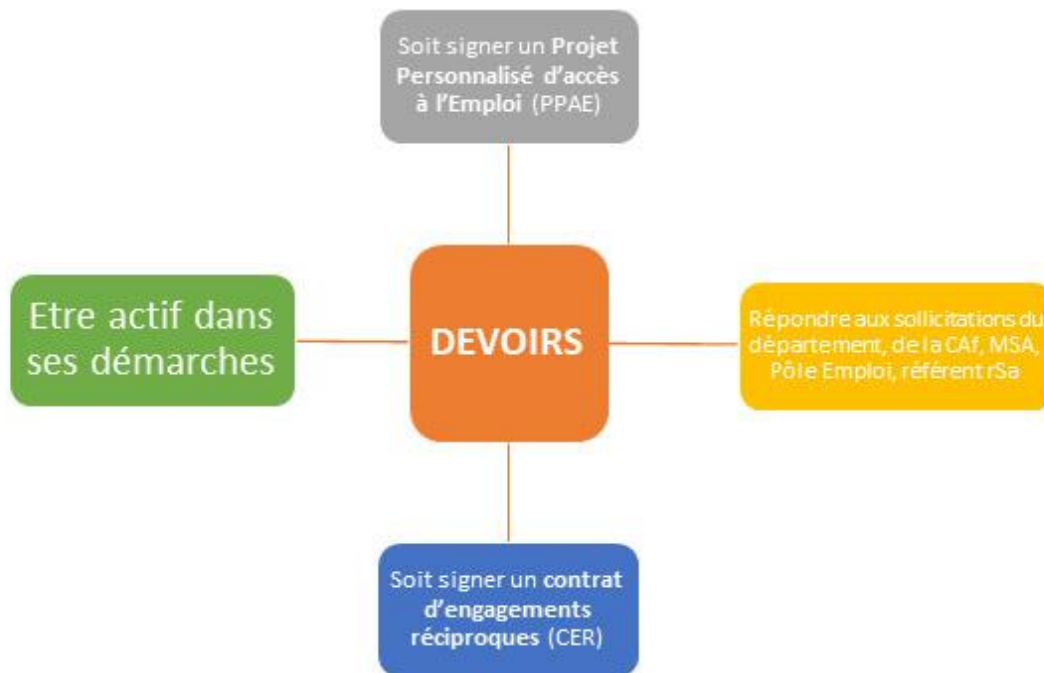 Soit signer un Projet
Personnalisé d’accès
à l’Emploi (PPAE)
Etre actif dans
ses démarches
DEVOIRS
Répondre aux sollicitations du
département, de la CAf, MSA,
Pôle Emploi, référent rSa
Soit signer un contrat
d’engagements
réciproques (CER)